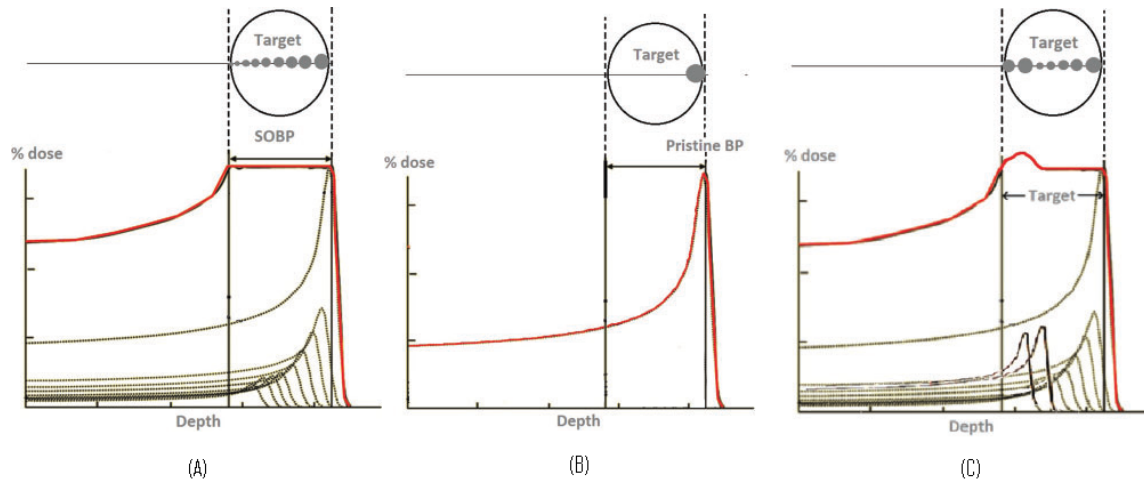 Target
SOBP
% dose
Depth
(A)
Target
Pristine BP
% dose
Depth
(B)
Target
% dose
Target
Depth
(C)